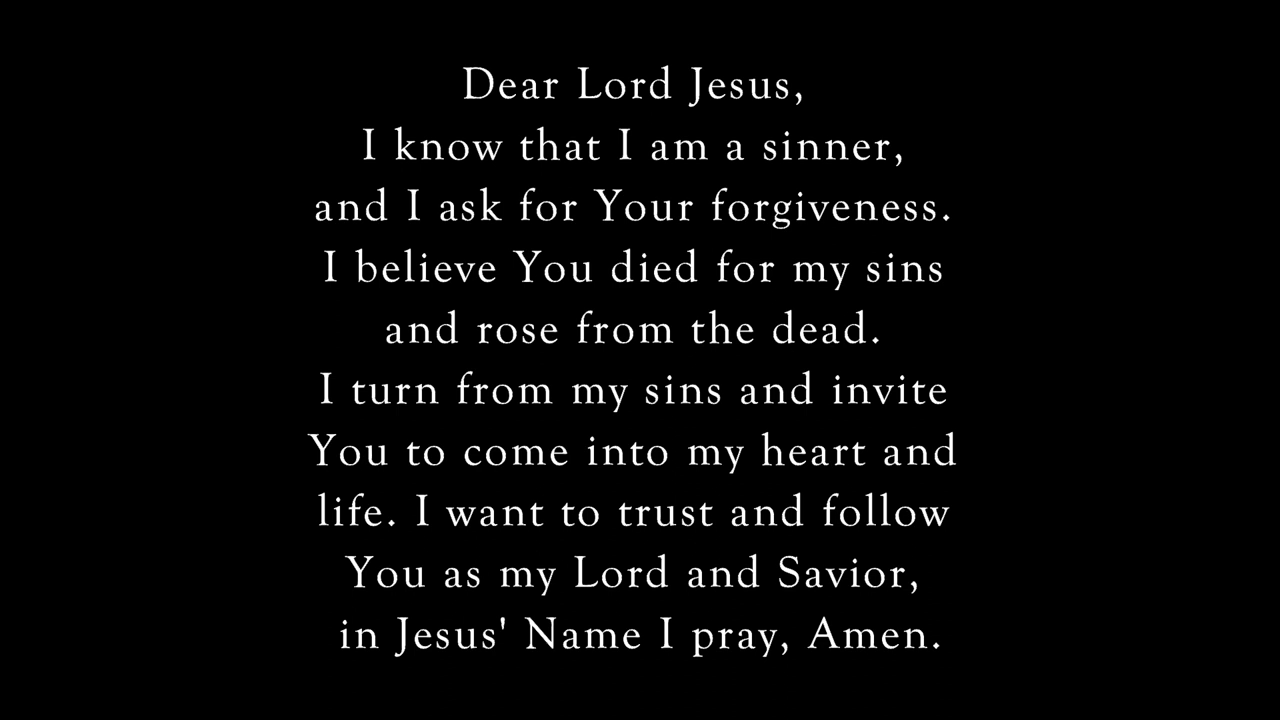 Dear Lord Jesus,
I know that I am a sinner,
and I ask for Your forgiveness.
I believe You died for my sins
and rose from the dead.
I turn from my sins and invite
You to come into my heart and
life. I want to trust and follow
You as my Lord and Savior,
in Jesus' Name I pray, Amen.